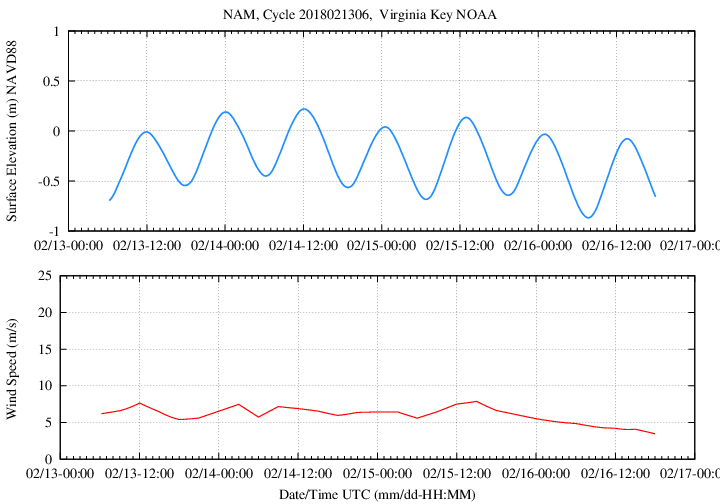 NAM, Cycle 2018021306,  Virginia Key NOAA
Surface Elevation (m) NAVD88
1
0.5
0
-0.5
-1
02/13-00:00 02/13-12:00 02/14-00:00 02/14-12:00 02/15-00:00 02/15-12:00 02/16-00:00 02/16-12:00 02/17-00:00
Wind Speed (m/s)
25
20
15
10
5
0
02/13-00:00 02/13-12:00 02/14-00:00 02/14-12:00 02/15-00:00 02/15-12:00 02/16-00:00 02/16-12:00 02/17-00:00
Date/Time UTC (mm/dd-HH:MM)